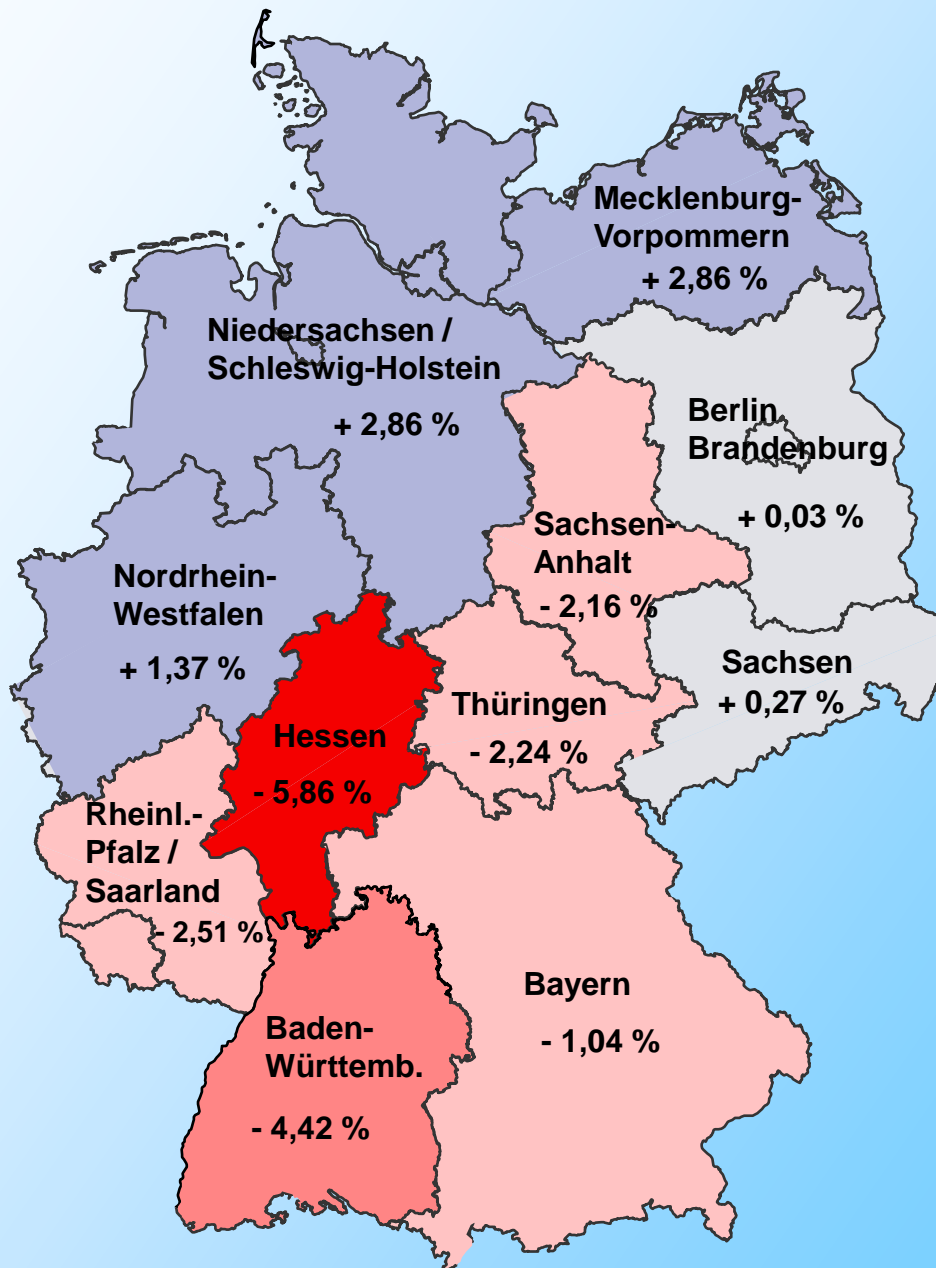 Mecklenburg-
Vorpommern
+ 2,86 %
Niedersachsen /
Schleswig-Holstein
+ 2,86 %
Berlin
Brandenburg
+ 0,03 %
Sachsen-
Anhalt
- 2,16 %
Nordrhein-
Westfalen
+ 1,37 %
Sachsen
+ 0,27 %
Thüringen
- 2,24 %
Hessen
- 5,86 %
Rheinl.-
Pfalz /
Saarland
- 2,51 %
Bayern
- 1,04 %
Baden-
Württemb.
- 4,42 %